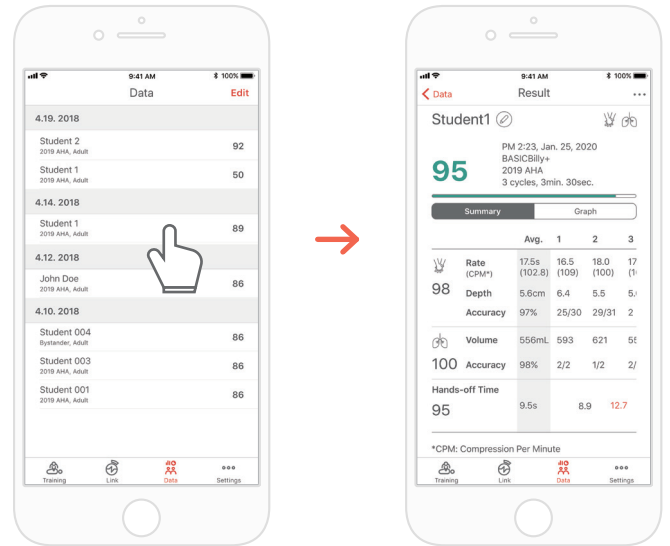 9:41 AM
100%
Data
Edit
4.19. 2018
Student 2
2019 AHA, Adult
92
Student 1
2019 AHA, Adult
50
4.14. 2018
Student 1
2019 AHA, Adult
89
4.12. 2018
John Doe
2019 AHA, Adult
86
4.10. 2018
Student 004
Bystander, Adult
86
Student 003
2019 AHA, Adult
86
Student 001
2019 AHA, Adult
86
Training Link Data Settings
9:41 AM
100%
Data
Result
Student1
95
PM 2:23, Jan. 25, 2020
BASICBilly+
2019 AHA
3 cycles, 3min. 30sec.
Summary Graph
Avg. 1 2 3
Rate 17.5s 16.5 18.0 17
(CPM*) (102.8) (109) (100)
98
Depth 5.6cm 6.4 5.5 5.
Accuracy 97% 25/30 29/31 2
Volume 556mL 593 621
100 Accuracy 98% 2/2 1/2 2/
Hands-off Time
95 9.5s 8.9 12.7
*CPM: Compression Per Minute
Training Link Data Settings